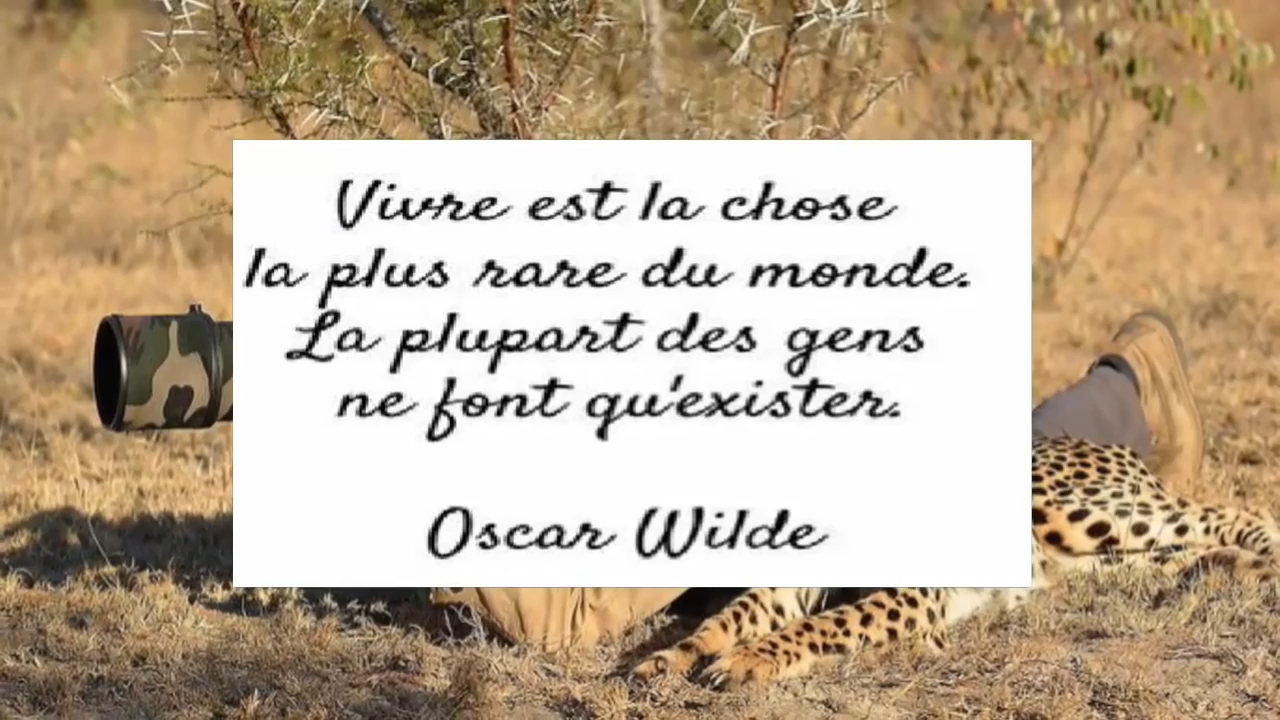 Vivre est la chose
la plus rare du monde.
La plupart des gens
ne font qu'exister.
Oscar Wilde